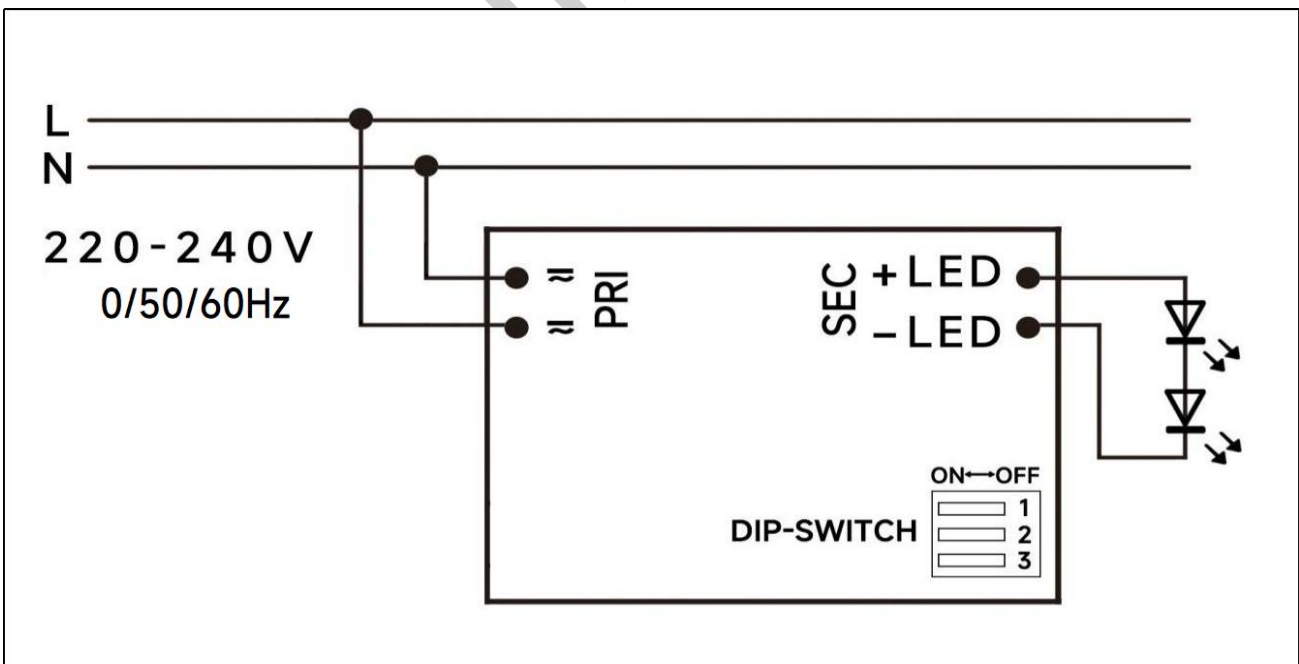 L
N
220-240V
0/50/60Hz
≂
≂
PRI
SEC
+LED
–LED
ON↔OFF
DIP-SWITCH
1
2
3